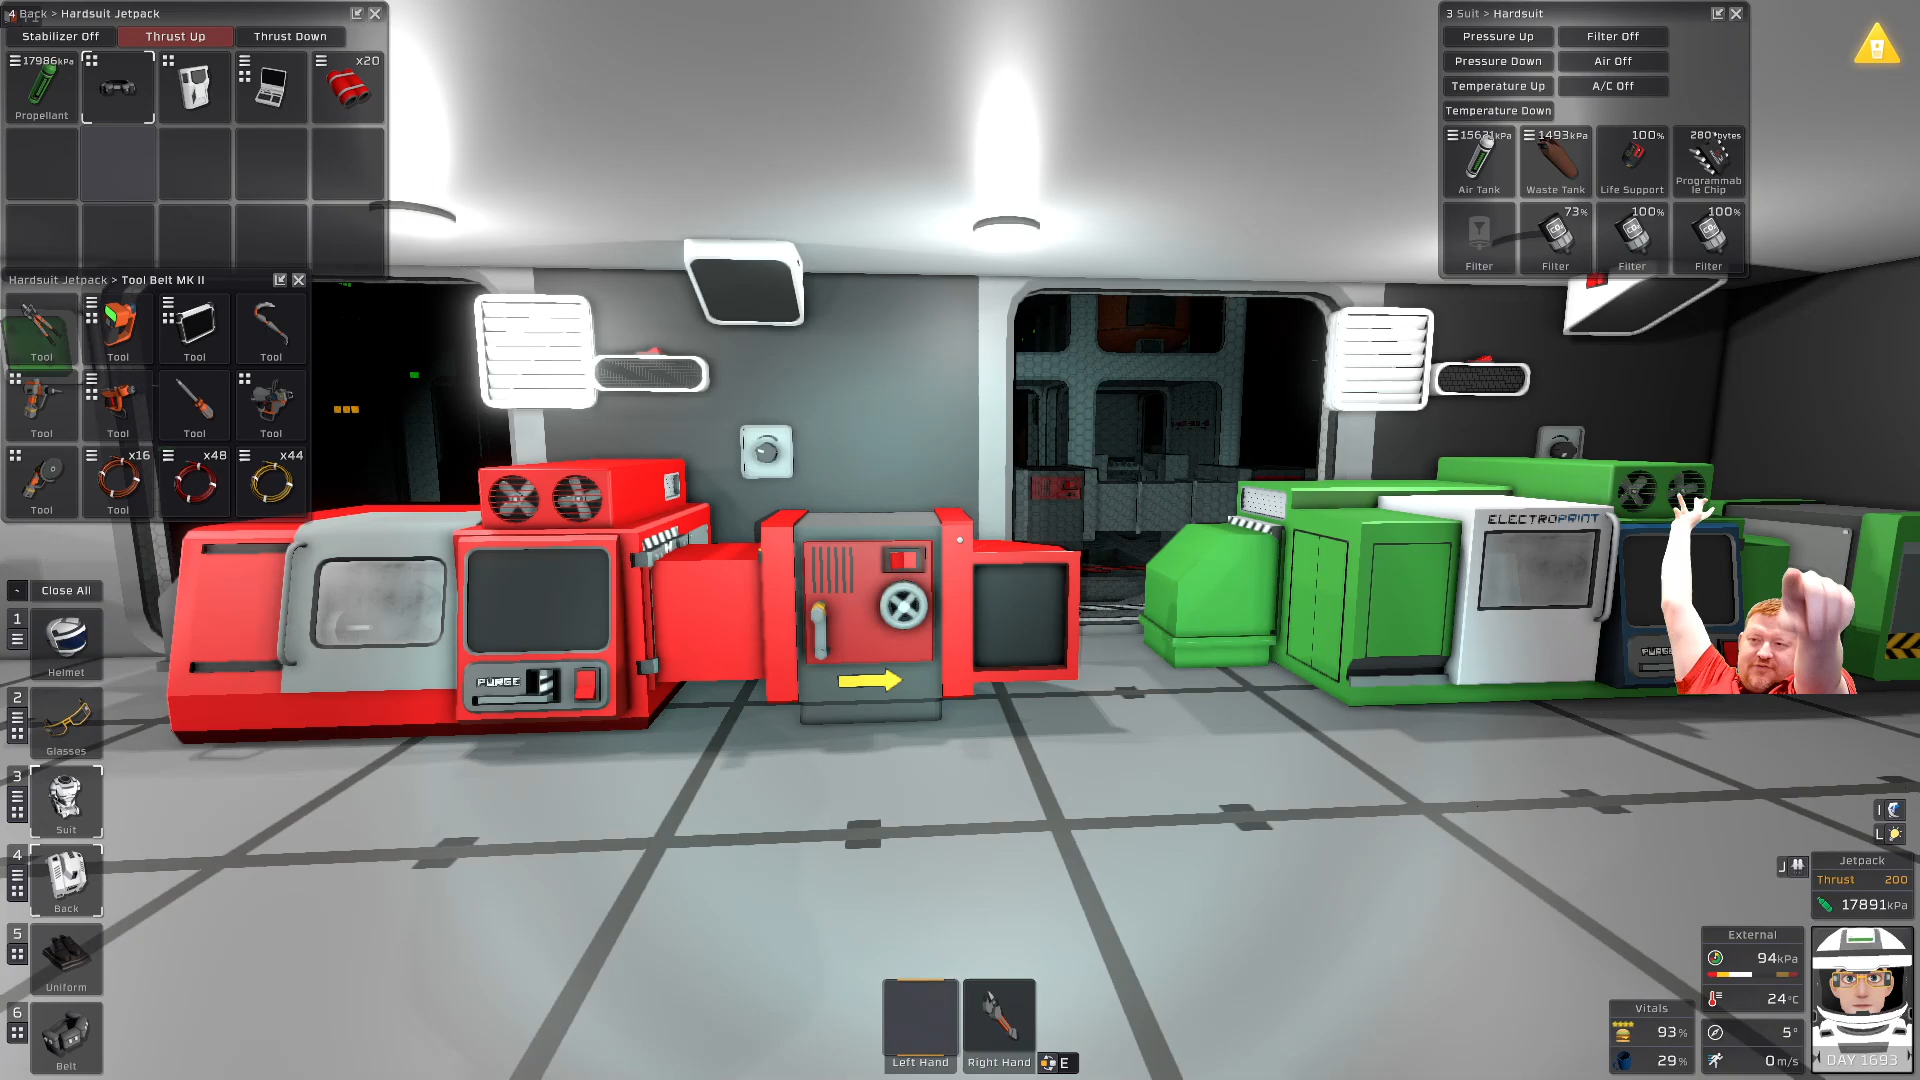 4 Back > Hardsuit Jetpack
Stabilizer Off
Thrust Up
Thrust Down
17986kPa
x20
Propellant
Hardsuit Jetpack > Tool Belt MK II
Tool
Tool
Tool
Tool
Tool
Tool
Tool
Tool
x16
x48
x44
Tool
Tool
3 Suit > Hardsuit
Pressure Up
Filter Off
Pressure Down
Air Off
Temperature Up
A/C Off
Temperature Down
1493kPa
100%
Air Tank
Waste Tank
Life Support
Programmab
le Chip
73%
100%
100%
Filter
Filter
Filter
Filter
~ Close All
1
Helmet
2
Glasses
3
Suit
4
Back
5
Uniform
6
Belt
PURGE
ELECTROPRINT
PURGE
Left Hand
Right Hand
E
I
L
J
Jetpack
Thrust 200
17891kPa
External
94kPa
24°C
5°
0m/s
Vitals
93%
29%
DAY 1693